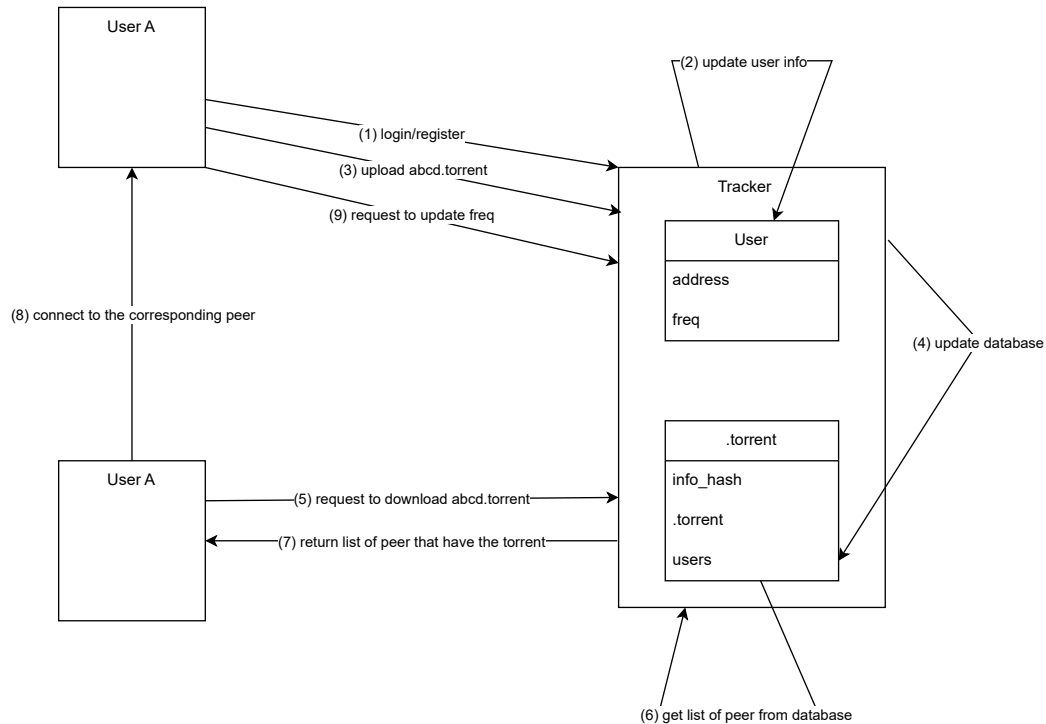 User A
(2) update user info
(1) login/register
(3) upload abcd.torrent
Tracker
(9) request to update freq
User
address
freq
(8) connect to the corresponding peer
(4) update database
.torrent
User A
info_hash
(5) request to download abcd.torrent
.torrent
(7) return list of peer that have the torrent
users
(6) get list of peer from database